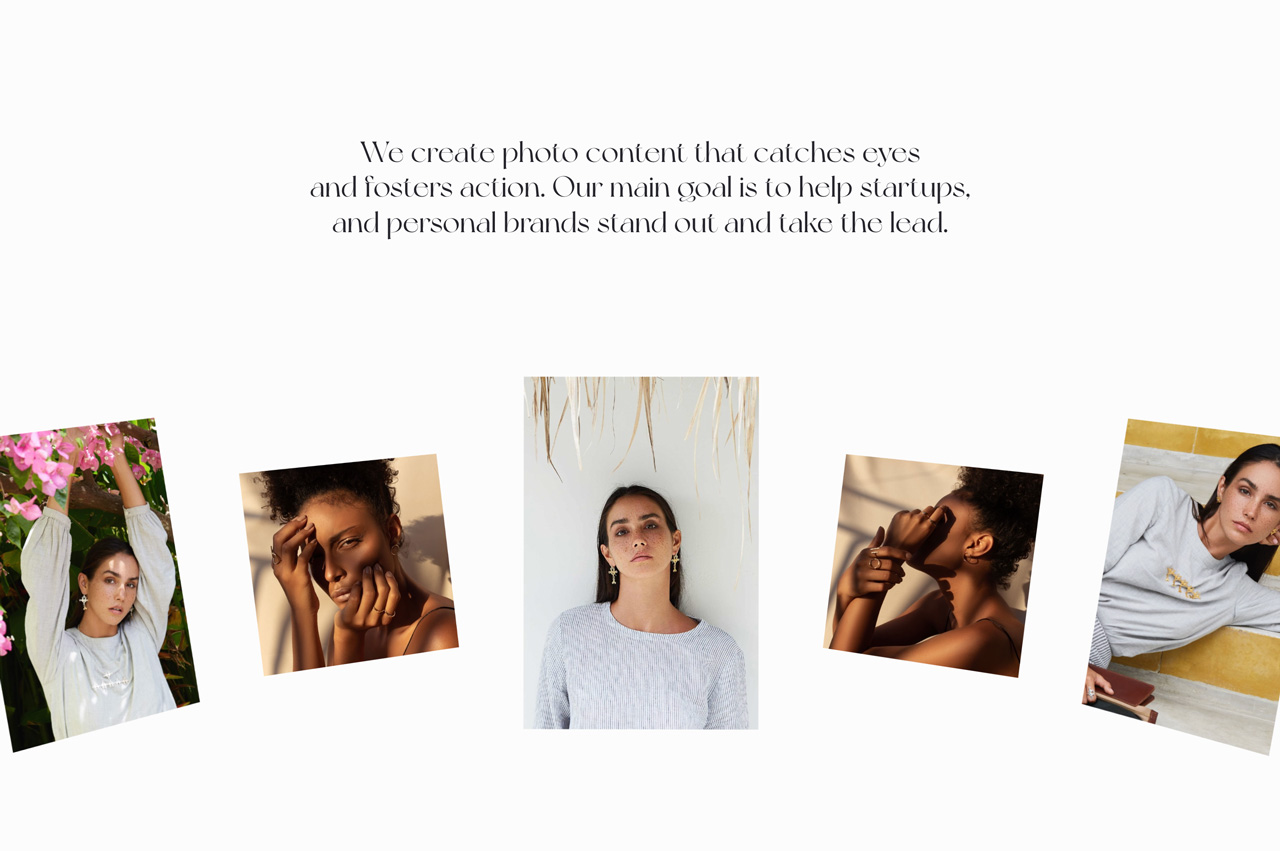 We create photo content that catches eyes
and fosters action. Our main goal is to help startups,
and personal brands stand out and take the lead.